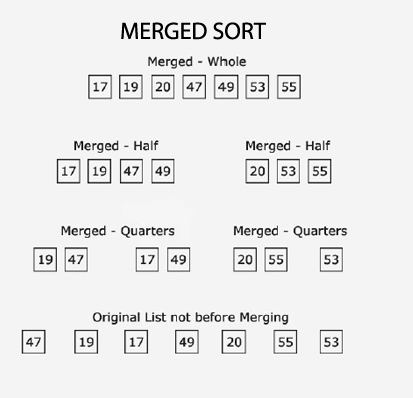 MERGED SORT
Merged - Whole
17 19 20 47 49 53 55
Merged - Half Merged - Half
17 19 47 49 20 53 55
Merged - Quarters Merged - Quarters
19 47 17 49 20 55 53
Original List not before Merging
47 19 17 49 20 55 53